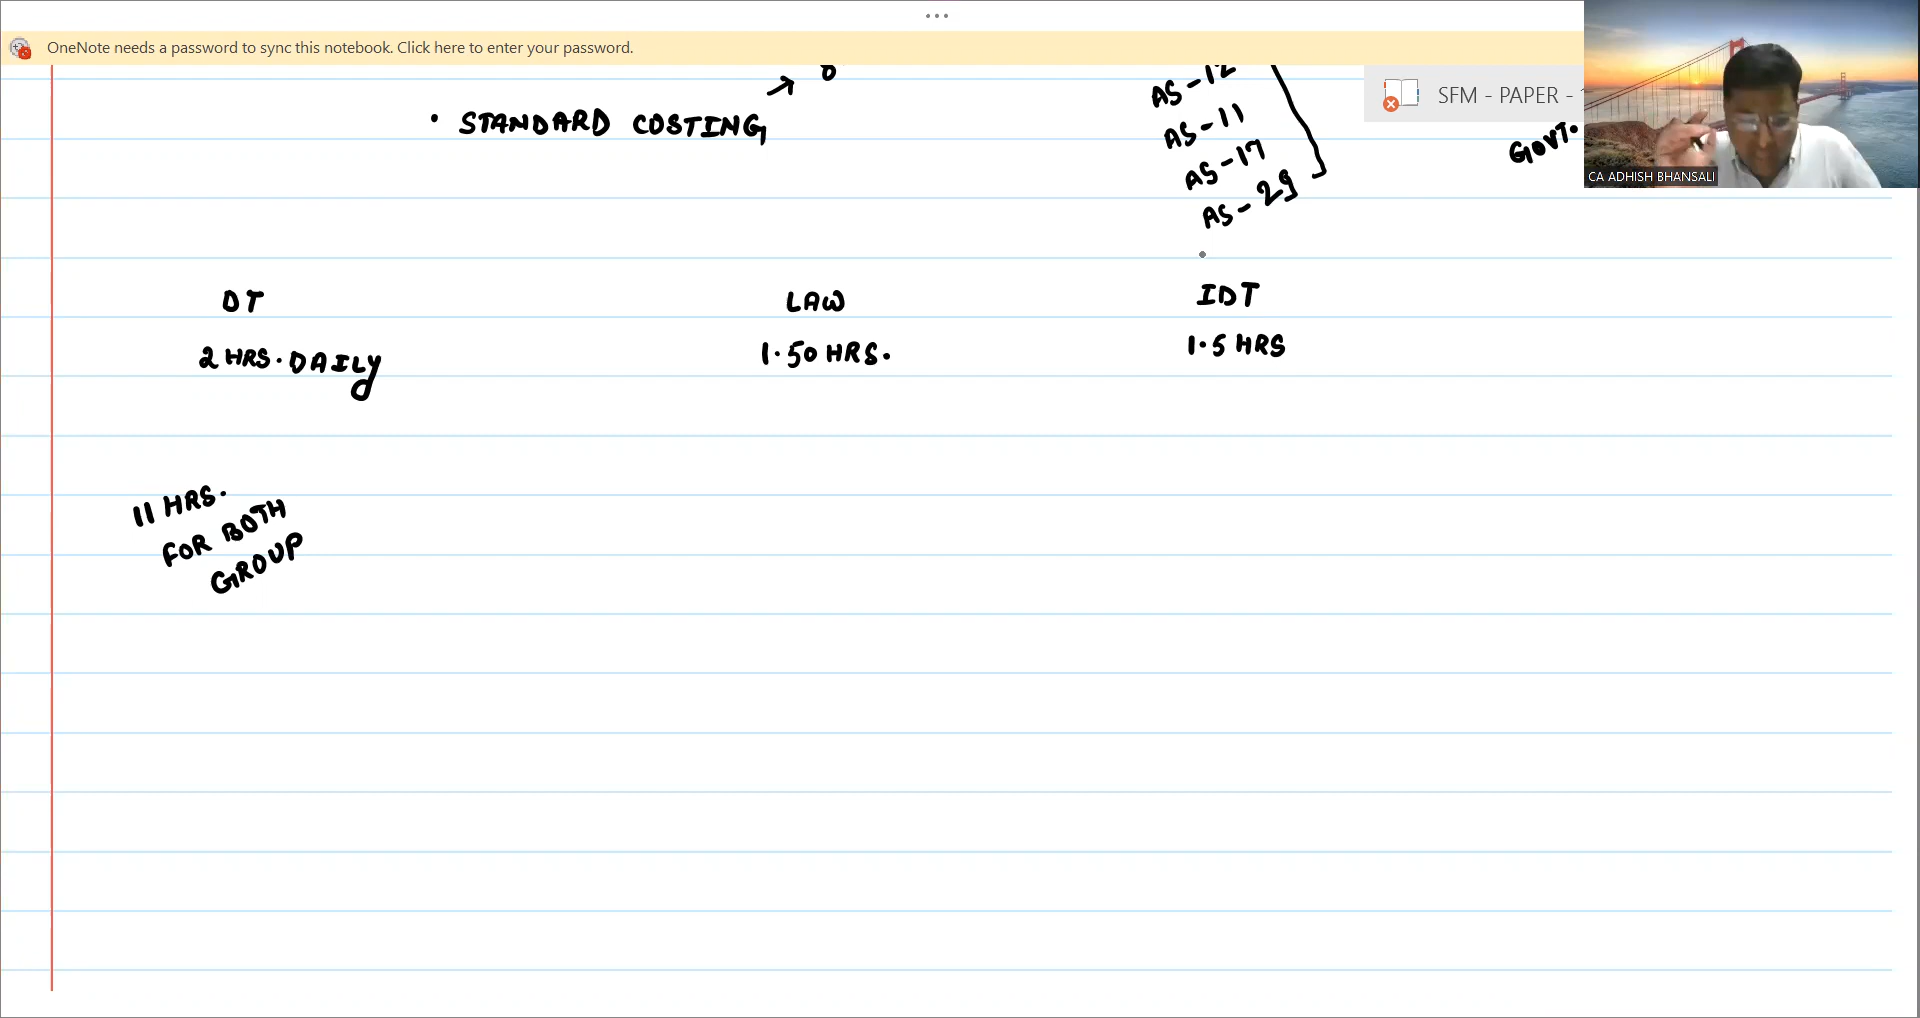 OneNote needs a password to sync this notebook. Click here to enter your password.
SFM - PAPER -
AS-12
AS-11
AS-17
AS-29
• STANDARD COSTING →
GOVT.
CA ADHISH BHANSALI
DT LAW IDT
2 HRS. DAILY 1.50 HRS. 1.5 HRS
11 HRS.
FOR BOTH
GROUP